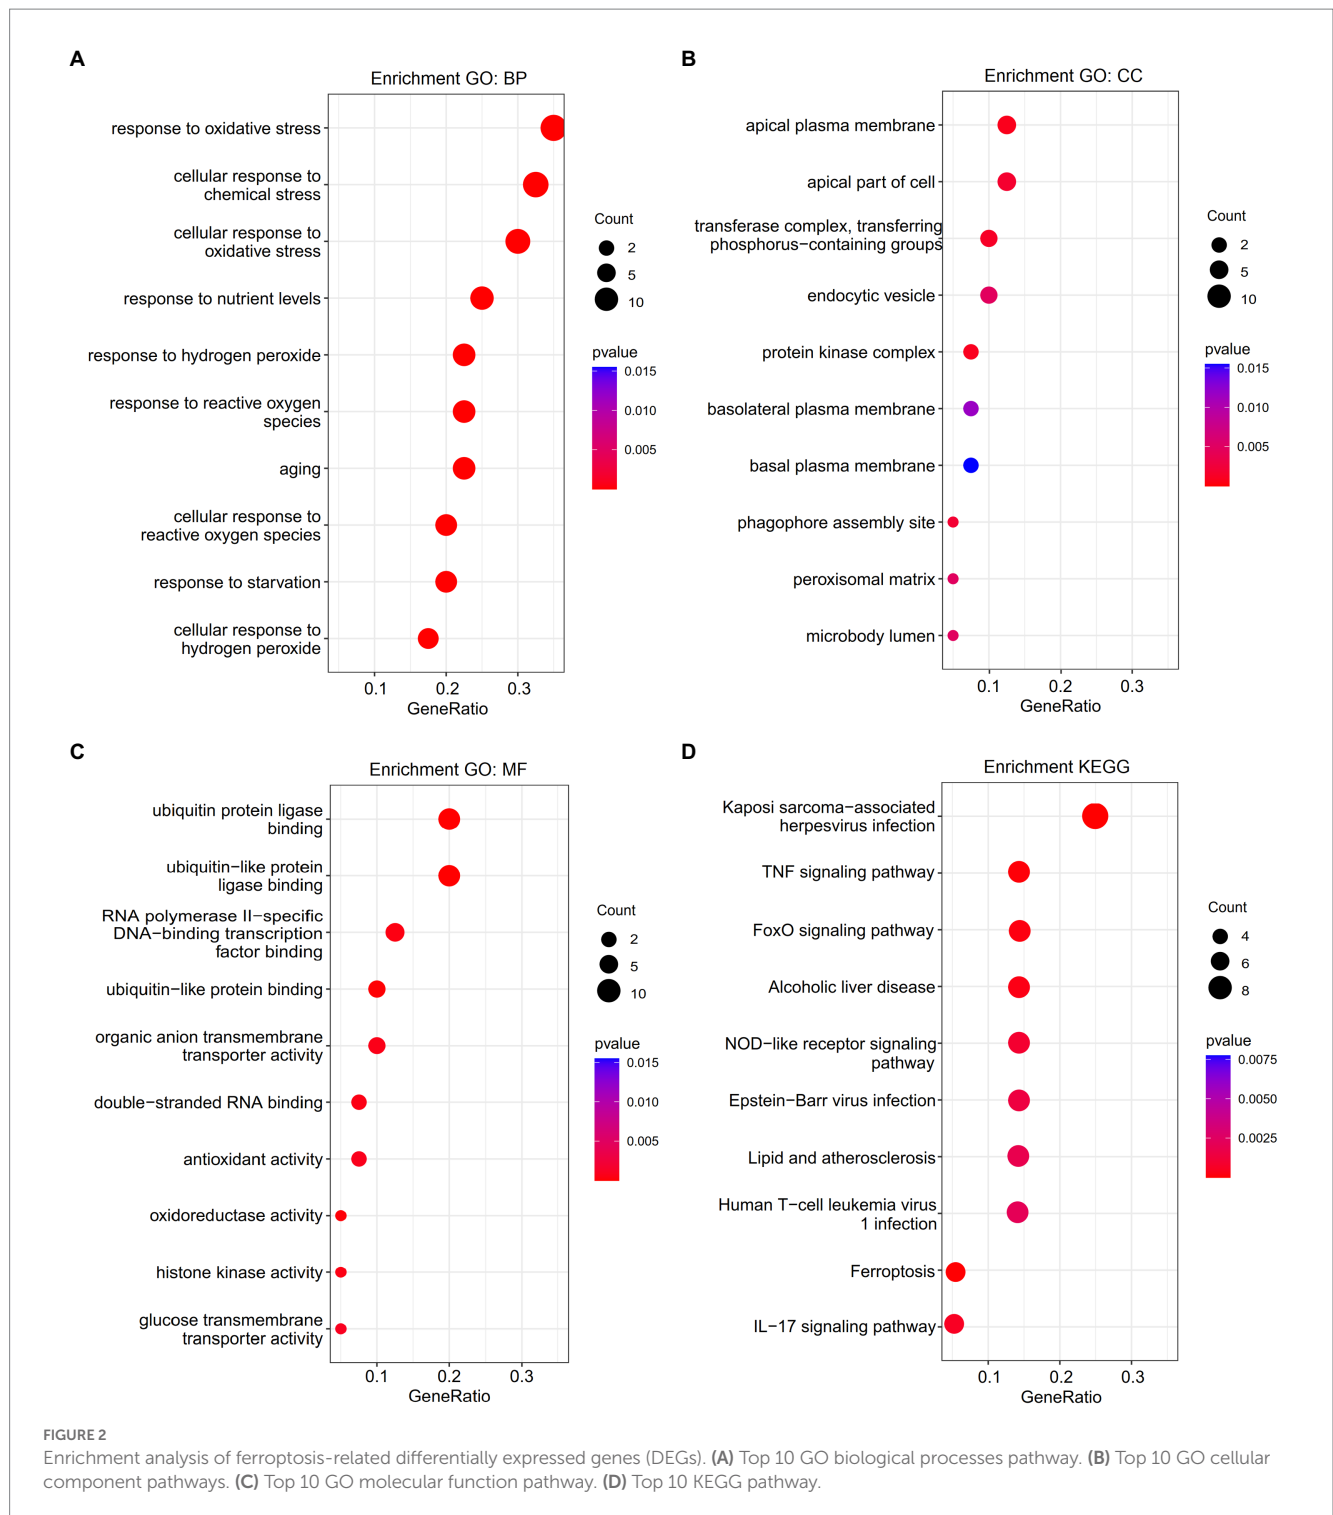 A
Enrichment GO: BP
response to oxidative stress
cellular response to
chemical stress
cellular response to
oxidative stress
response to nutrient levels
response to hydrogen peroxide
response to reactive oxygen
species
aging
cellular response to
reactive oxygen species
response to starvation
cellular response to
hydrogen peroxide
0.1 0.2 0.3
GeneRatio
Count
2
5
10
pvalue
0.015
0.010
0.005
B
Enrichment GO: CC
apical plasma membrane
apical part of cell
transferase complex, transferring
phosphorus−containing groups
endocytic vesicle
protein kinase complex
basolateral plasma membrane
basal plasma membrane
phagophore assembly site
peroxisomal matrix
microbody lumen
0.1 0.2 0.3
GeneRatio
Count
2
5
10
pvalue
0.015
0.010
0.005
C
Enrichment GO: MF
ubiquitin protein ligase
binding
ubiquitin−like protein
ligase binding
RNA polymerase II−specific
DNA−binding transcription
factor binding
ubiquitin−like protein binding
organic anion transmembrane
transporter activity
double−stranded RNA binding
antioxidant activity
oxidoreductase activity
histone kinase activity
glucose transmembrane
transporter activity
0.1 0.2 0.3
GeneRatio
Count
2
5
10
pvalue
0.015
0.010
0.005
D
Enrichment KEGG
Kaposi sarcoma−associated
herpesvirus infection
TNF signaling pathway
FoxO signaling pathway
Alcoholic liver disease
NOD−like receptor signaling
pathway
Epstein−Barr virus infection
Lipid and atherosclerosis
Human T−cell leukemia virus
1 infection
Ferroptosis
IL−17 signaling pathway
0.1 0.2 0.3
GeneRatio
Count
4
6
8
pvalue
0.0075
0.0050
0.0025
FIGURE 2
Enrichment analysis of ferroptosis-related differentially expressed genes (DEGs). (A) Top 10 GO biological processes pathway. (B) Top 10 GO cellular
component pathways. (C) Top 10 GO molecular function pathway. (D) Top 10 KEGG pathway.